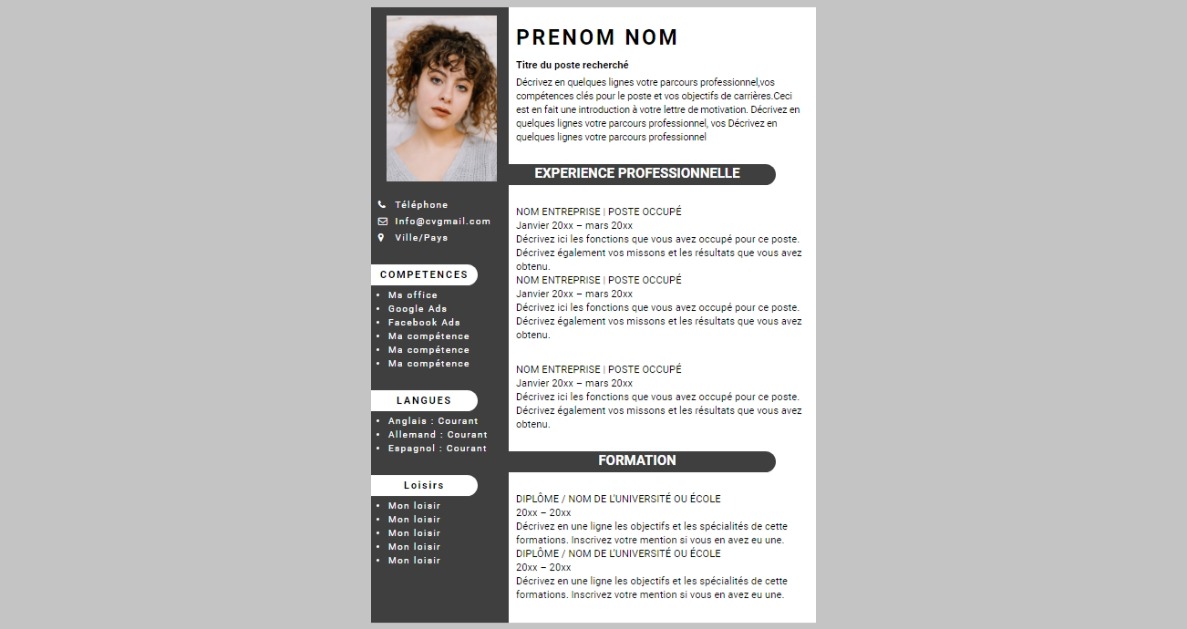 PRENOM NOM
Titre du poste recherché
Décrivez en quelques lignes votre parcours professionnel,vos
compétences clés pour le poste et vos objectifs de carrières.Ceci
est en fait une introduction à votre lettre de motivation. Décrivez en
quelques lignes votre parcours professionnel, vos Décrivez en
quelques lignes votre parcours professionnel
Téléphone
Info@cvgmail.com
Ville/Pays
COMPETENCES
• Ma office
• Google Ads
• Facebook Ads
• Ma compétence
• Ma compétence
• Ma compétence
LANGUES
• Anglais : Courant
• Allemand : Courant
• Espagnol : Courant
Loisirs
• Mon loisir
• Mon loisir
• Mon loisir
• Mon loisir
• Mon loisir
EXPERIENCE PROFESSIONNELLE
NOM ENTREPRISE | POSTE OCCUPÉ
Janvier 20xx – mars 20xx
Décrivez ici les fonctions que vous avez occupé pour ce poste.
Décrivez également vos missons et les résultats que vous avez
obtenu.
NOM ENTREPRISE | POSTE OCCUPÉ
Janvier 20xx – mars 20xx
Décrivez ici les fonctions que vous avez occupé pour ce poste.
Décrivez également vos missons et les résultats que vous avez
obtenu.
NOM ENTREPRISE | POSTE OCCUPÉ
Janvier 20xx – mars 20xx
Décrivez ici les fonctions que vous avez occupé pour ce poste.
Décrivez également vos missons et les résultats que vous avez
obtenu.
FORMATION
DIPLÔME / NOM DE L'UNIVERSITÉ OU ÉCOLE
20xx – 20xx
Décrivez en une ligne les objectifs et les spécialités de cette
formations. Inscrivez votre mention si vous en avez eu une.
DIPLÔME / NOM DE L'UNIVERSITÉ OU ÉCOLE
20xx – 20xx
Décrivez en une ligne les objectifs et les spécialités de cette
formations. Inscrivez votre mention si vous en avez eu une.